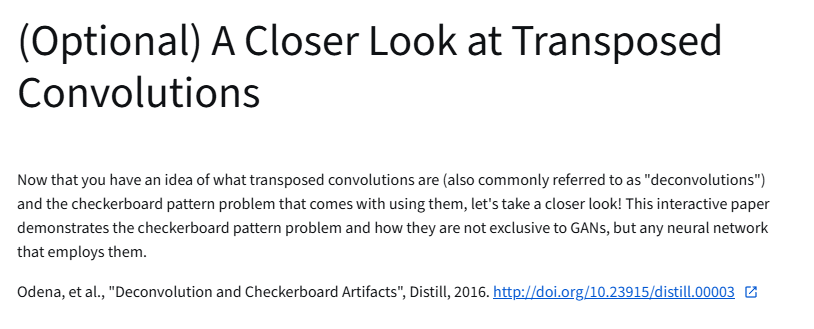 (Optional) A Closer Look at Transposed
Convolutions
Now that you have an idea of what transposed convolutions are (also commonly referred to as "deconvolutions")
and the checkerboard pattern problem that comes with using them, let's take a closer look! This interactive paper
demonstrates the checkerboard pattern problem and how they are not exclusive to GANs, but any neural network
that employs them.
Odena, et al., "Deconvolution and Checkerboard Artifacts", Distill, 2016. http://doi.org/10.23915/distill.00003